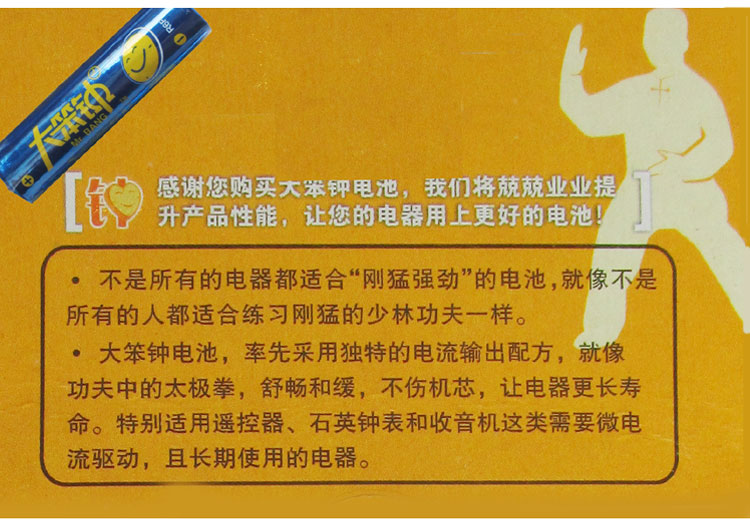 R6P
大笨钟
Mr. BANG
钟
感谢您购买大笨钟电池，我们将兢兢业业提
升产品性能，让您的电器用上更好的电池！
· 不是所有的电器都适合“刚猛强劲”的电池，就像不是
所有的人都适合练习刚猛的少林功夫一样。
· 大笨钟电池，率先采用独特的电流输出配方，就像
功夫中的太极拳，舒畅和缓，不伤机芯，让电器更长寿
命。特别适用遥控器、石英钟表和收音机这类需要微电
流驱动，且长期使用的电器。